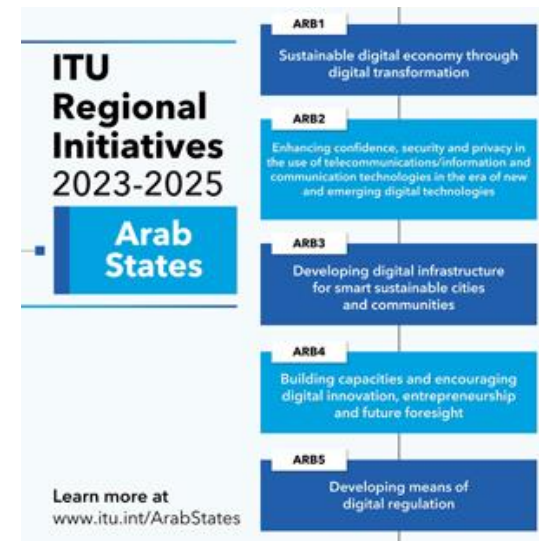 ITU
Regional
Initiatives
2023-2025
Arab
States
ARB1
Sustainable digital economy through
digital transformation
ARB2
Enhancing confidence, security and privacy in
the use of telecommunications/information and
communication technologies in the era of new
and emerging digital technologies
ARB3
Developing digital infrastructure
for smart sustainable cities
and communities
ARB4
Building capacities and encouraging
digital innovation, entrepreneurship
and future foresight
ARB5
Developing means of
digital regulation
Learn more at
www.itu.int/ArabStates